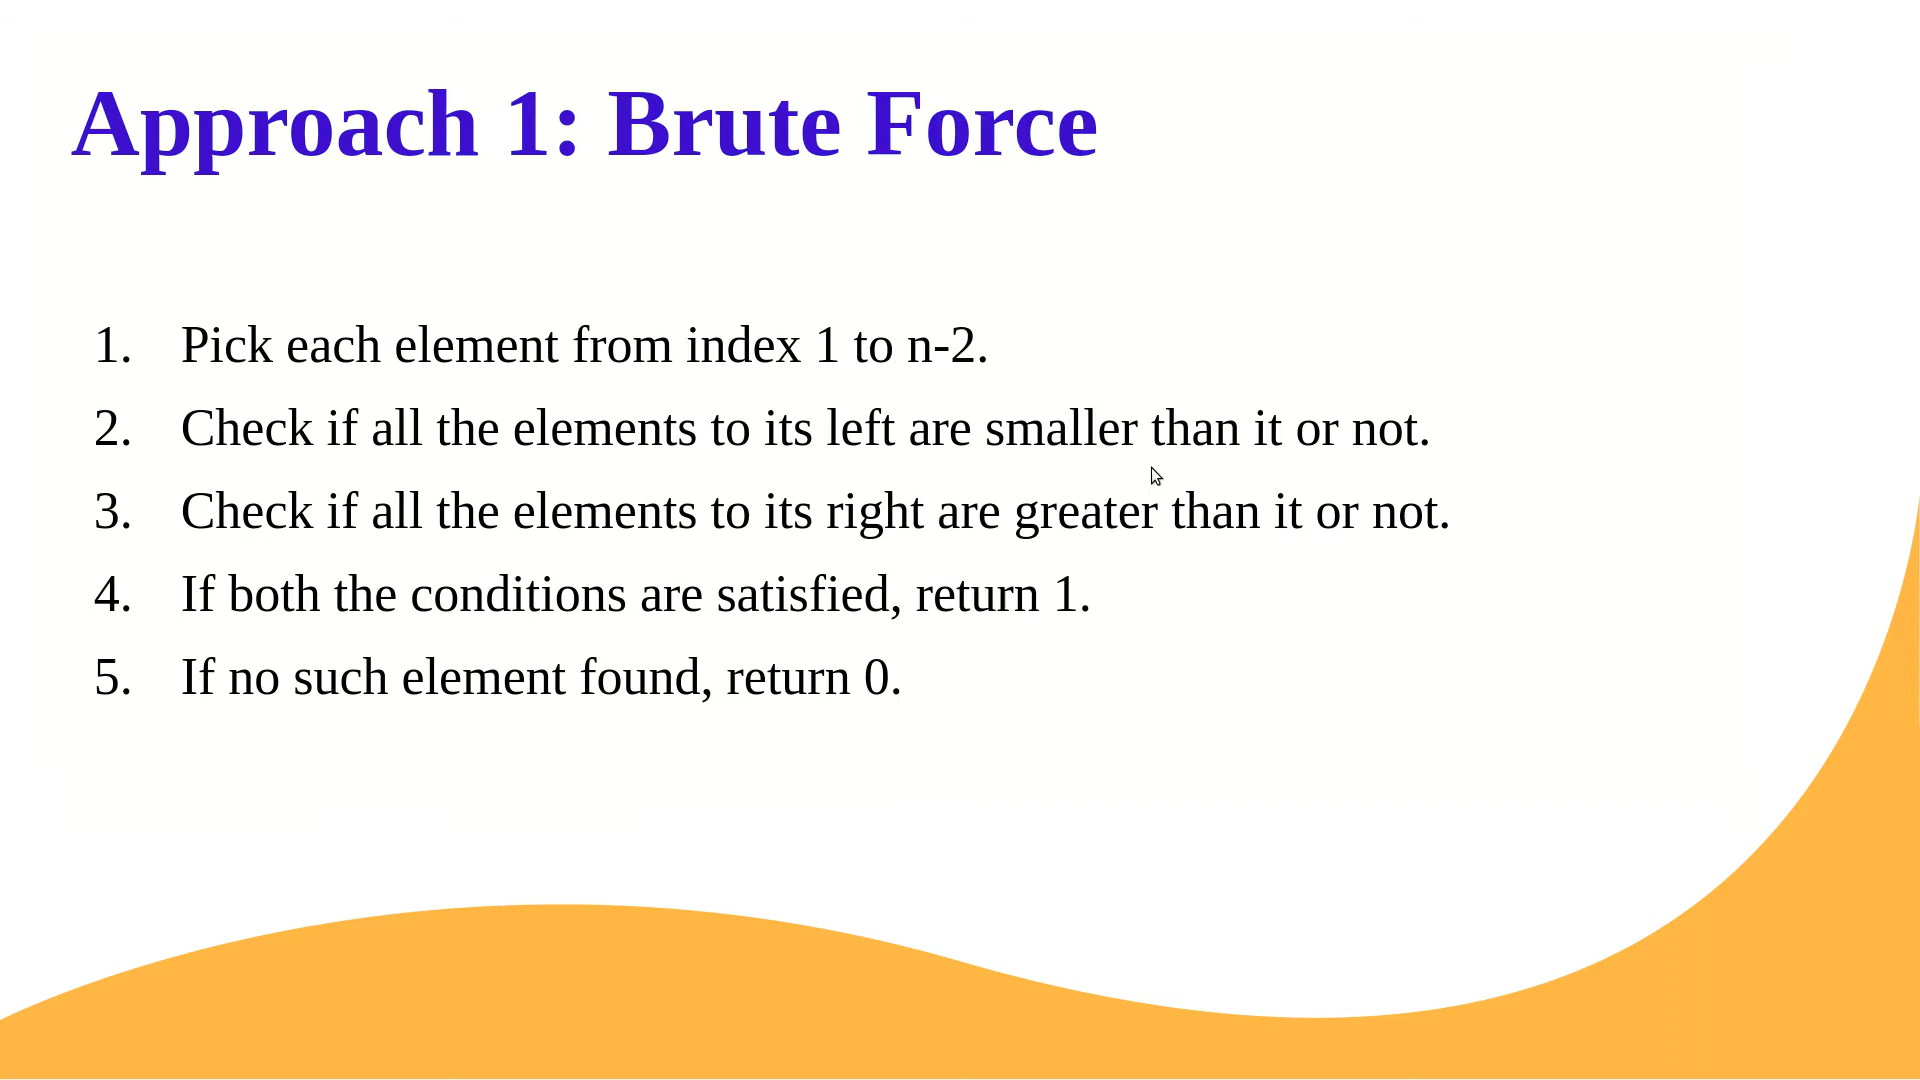 Approach 1: Brute Force
1. Pick each element from index 1 to n-2.
2. Check if all the elements to its left are smaller than it or not.
3. Check if all the elements to its right are greater than it or not.
4. If both the conditions are satisfied, return 1.
5. If no such element found, return 0.